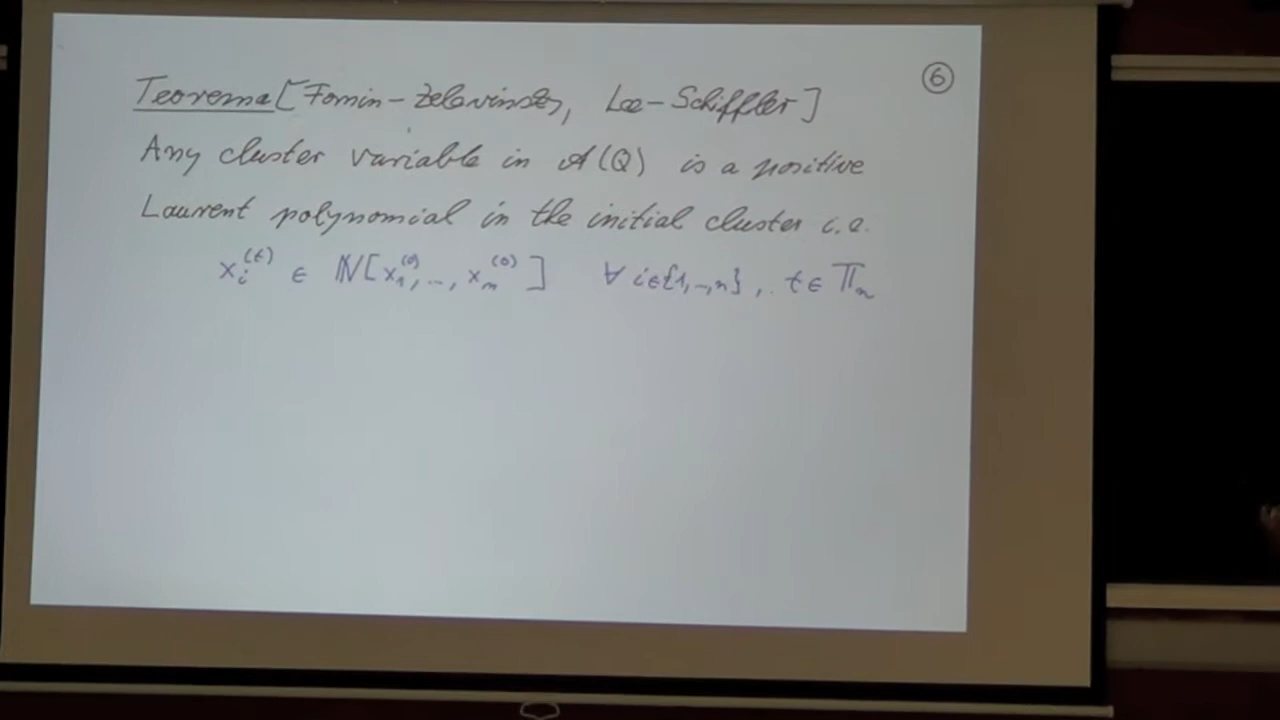 ⑥
Teorema [Fomin-Zelevinsky, Lee-Schiffler]
Any cluster variable in 𝒜(Q) is a positive
Laurent polynomial in the initial cluster i.e.
x_i^{(t)} ∈ ℕ[x_1^{(0)}, .., x_n^{(0)}] ∀ i∈{1,..,n}, t ∈ 𝕋_n